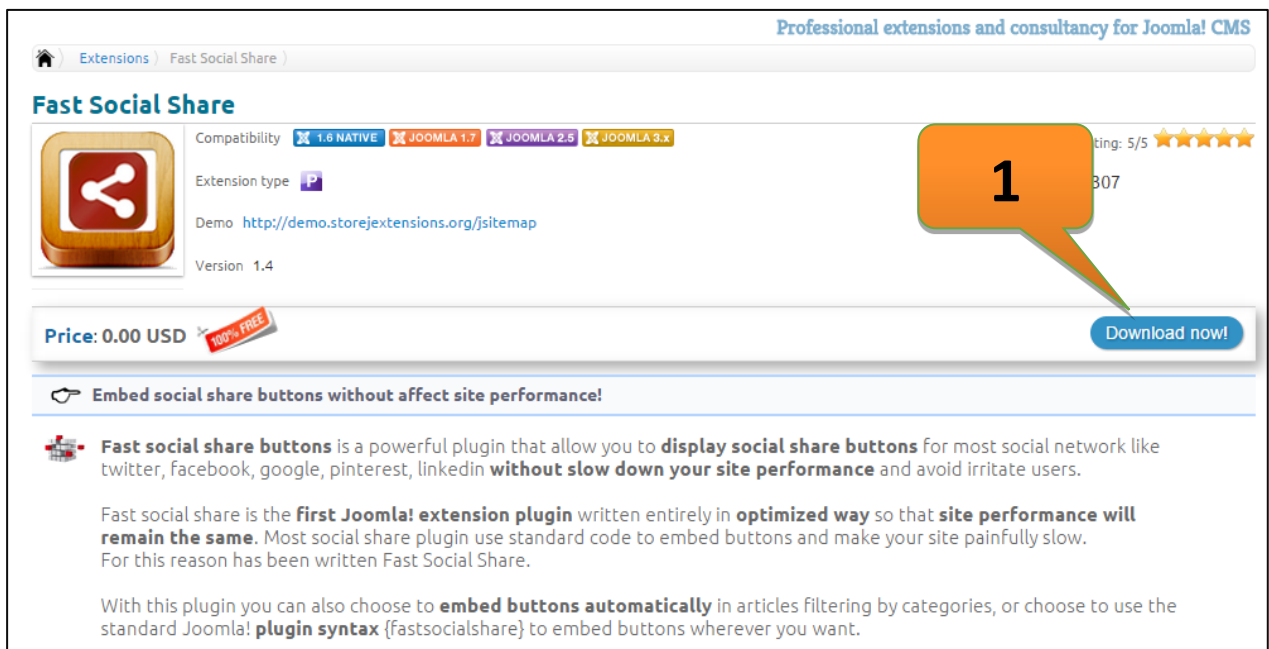 Professional extensions and consultancy for Joomla! CMS
Extensions Fast Social Share
Fast Social Share
Compatibility 1.6 NATIVE JOOMLA 1.7 JOOMLA 2.5 JOOMLA 3.x
ting: 5/5
1
Extension type P
307
Demo http://demo.storejextensions.org/jsitemap
Version 1.4
Price: 0.00 USD 100% FREE
Download now!
Embed social share buttons without affect site performance!
Fast social share buttons is a powerful plugin that allow you to display social share buttons for most social network like
twitter, facebook, google, pinterest, linkedin without slow down your site performance and avoid irritate users.
Fast social share is the first Joomla! extension plugin written entirely in optimized way so that site performance will
remain the same. Most social share plugin use standard code to embed buttons and make your site painfully slow.
For this reason has been written Fast Social Share.
With this plugin you can also choose to embed buttons automatically in articles filtering by categories, or choose to use the
standard Joomla! plugin syntax {fastsocialshare} to embed buttons wherever you want.